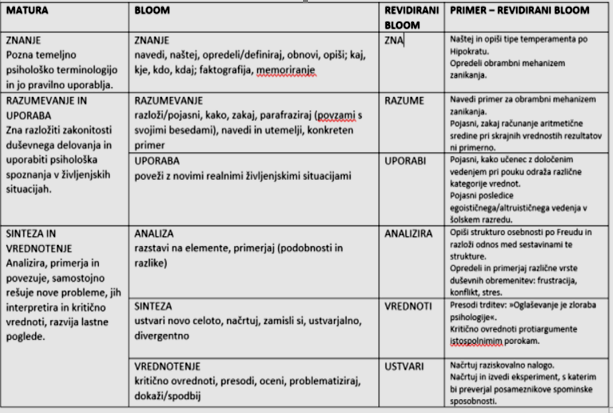 MATURA BLOOM REVIDIRANI BLOOM PRIMER – REVIDIRANI BLOOM
ZNANJE
Pozna temeljno
psihološko terminologijo
in jo pravilno uporablja.
ZNANJE
navedi, naštej, opredeli/definiraj, obnovi, opiši; kaj,
kje, kdo, kdaj; faktografija, memoriranje
ZNA
Naštej in opiši tipe temperamenta po
Hipokratu.
Opredeli obrambni mehanizem
zanikanja.
RAZUMEVANJE IN
UPORABA
Zna razložiti zakonitosti
duševnega delovanja in
uporabiti psihološka
spoznanja v življenjskih
situacijah.
RAZUMEVANJE
razloži/pojasni, kako, zakaj, parafraziraj (povzami s
svojimi besedami), navedi in utemelji, konkreten
primer
RAZUME
Navedi primer za obrambni mehanizem
zanikanja.
Pojasni, zakaj računanje aritmetične
sredine pri skrajnih vrednostih rezultatov
ni primerno.
UPORABA
poveži z novimi realnimi življenjskimi situacijami
UPORABI
Pojasni, kako učenec z določenim
vedenjem pri pouku odraža različne
kategorije vrednot.
Pojasni posledice
egoističnega/altruističnega vedenja v
šolskem razredu.
SINTEZA IN
VREDNOTENJE
Analizira, primerja in
povezuje, samostojno
rešuje nove probleme, jih
interpretira in kritično
vrednoti, razvija lastne
poglede.
ANALIZA
razstavi na elemente, primerjaj (podobnosti in
razlike)
ANALIZIRA
Opiši strukturo osebnosti po Freudu in
razloži odnos med sestavinami te
strukture.
Opredeli in primerjaj različne vrste
duševnih obremenitev: frustracija,
konflikt, stres.
SINTEZA
ustvari novo celoto, načrtuj, zamisli si, ustvarjalno,
divergentno
VREDNOTI
Presodi trditev: »Oglaševanje je zloraba
psihologije«.
Kritično ovrednoti protiargumente
istospolnimim porokam.
VREDNOTENJE
kritično ovrednoti, presodi, oceni, problematiziraj,
dokaži/spodbij
USTVARI
Načrtuj raziskovalno nalogo.
Načrtuj in izvedi eksperiment, s katerim
bi preverjal posameznikove spominske
sposobnosti.